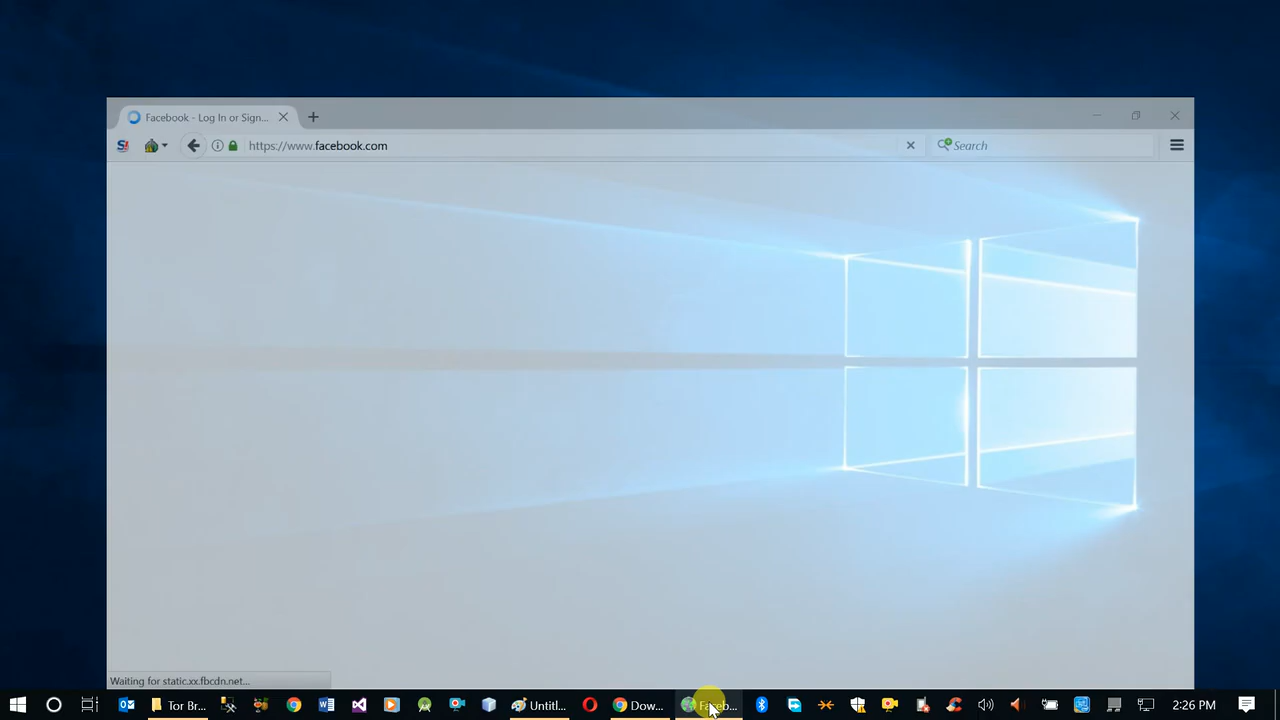 Facebook - Log In or Sign...
https://www.facebook.com
Search
Waiting for static.xx.fbcdn.net...
Tor Br...
Untitl...
Dow...
Faceb...
2:26 PM